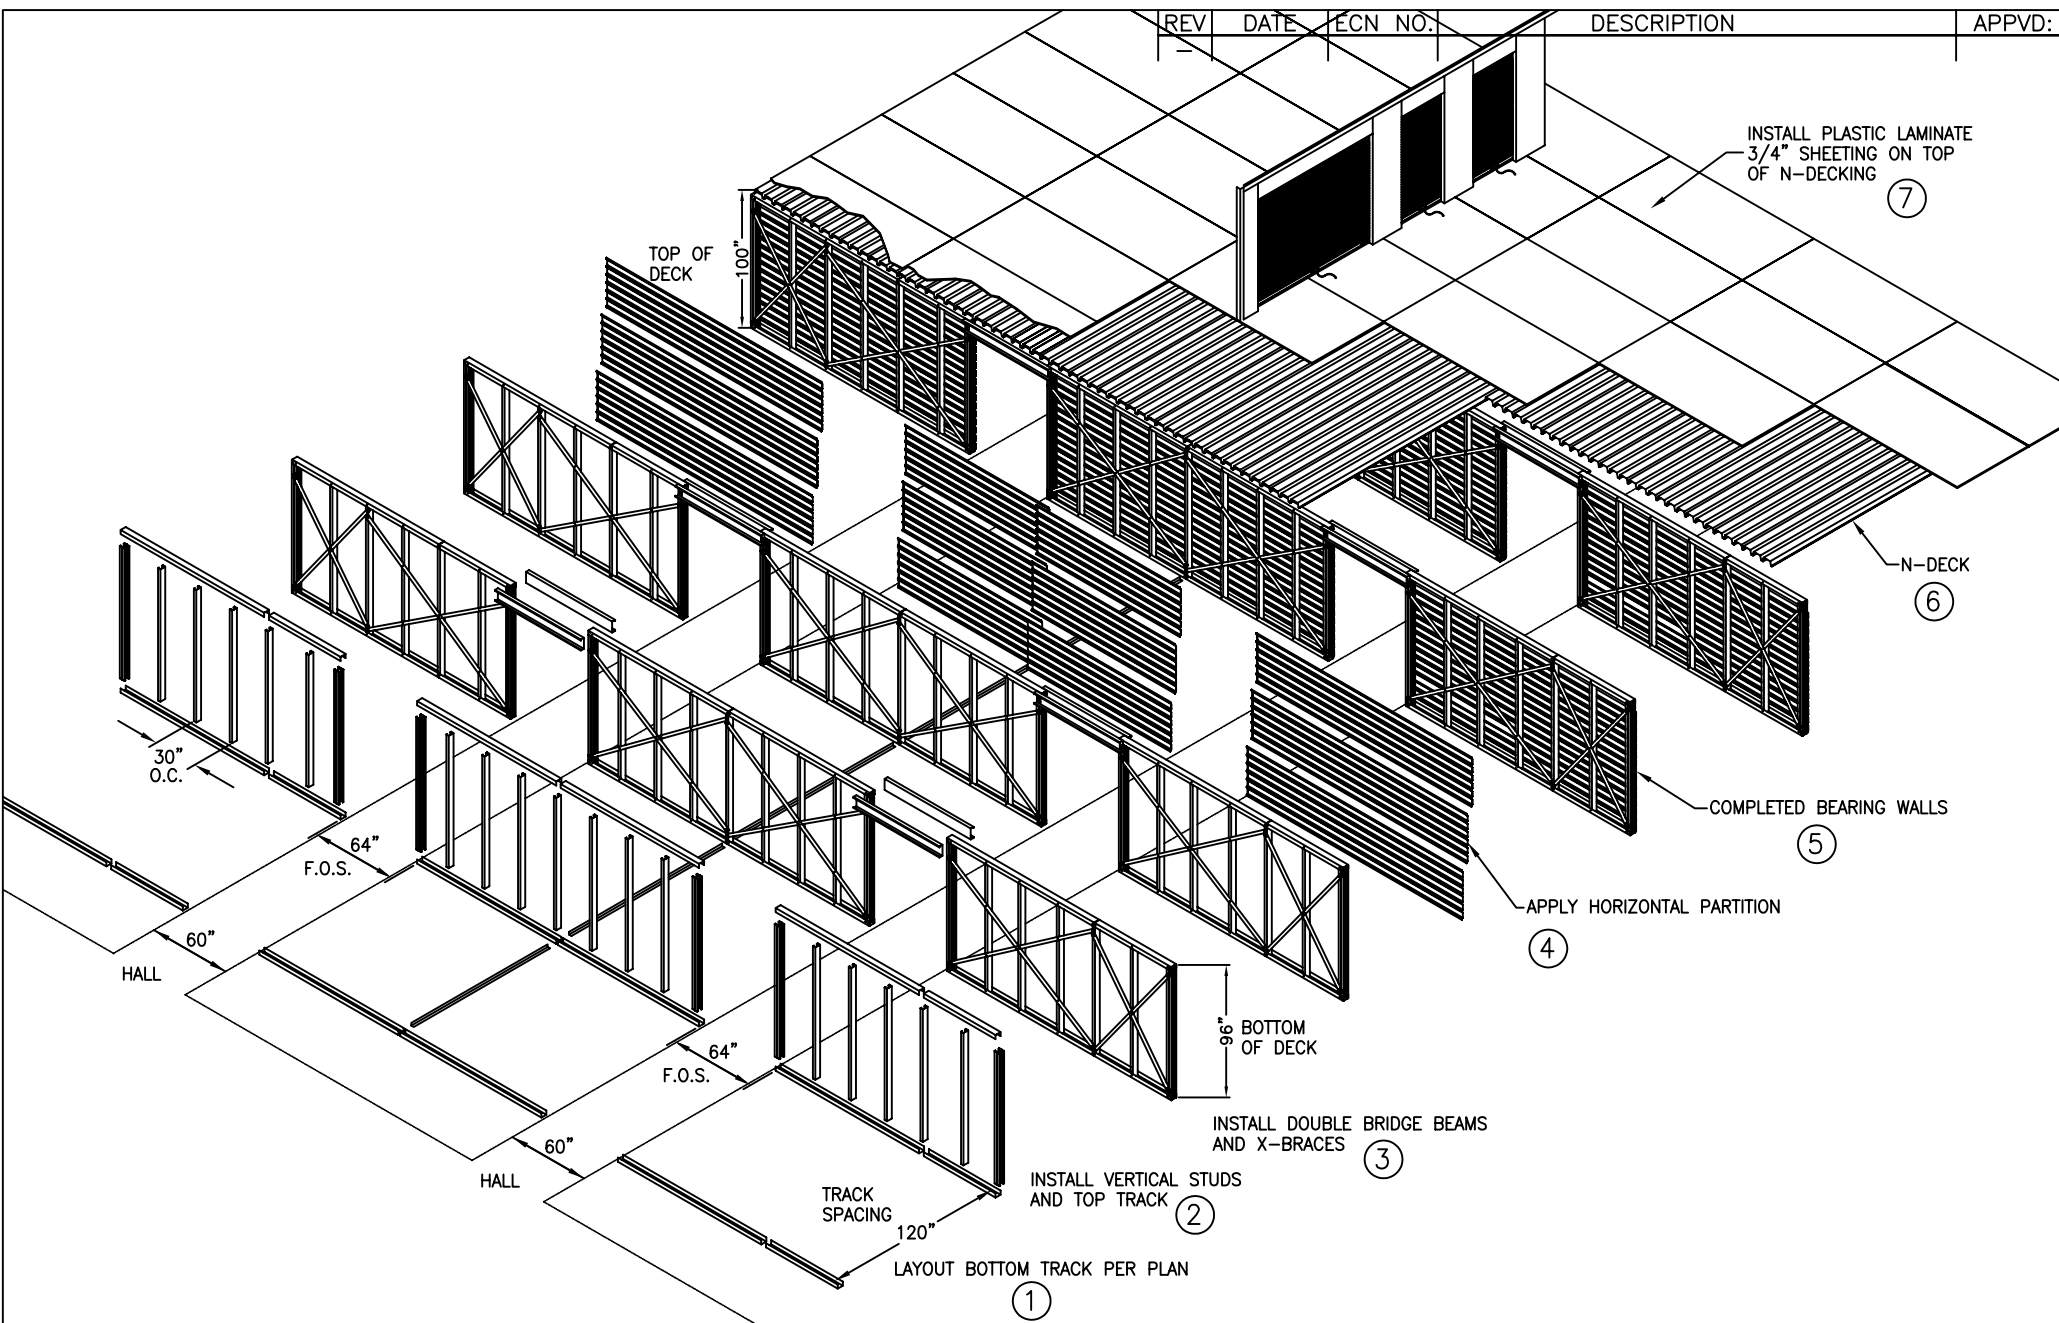 REV DATE ECN NO. DESCRIPTION APPVD:
–
INSTALL PLASTIC LAMINATE
3/4" SHEETING ON TOP
OF N-DECKING
7
TOP OF
DECK
100"
N-DECK
6
30"
O.C.
64"
F.O.S.
COMPLETED BEARING WALLS
5
APPLY HORIZONTAL PARTITION
4
60"
HALL
96"
BOTTOM
OF DECK
64"
F.O.S.
INSTALL DOUBLE BRIDGE BEAMS
AND X-BRACES
3
60"
HALL
INSTALL VERTICAL STUDS
AND TOP TRACK
2
TRACK
SPACING
120"
LAYOUT BOTTOM TRACK PER PLAN
1